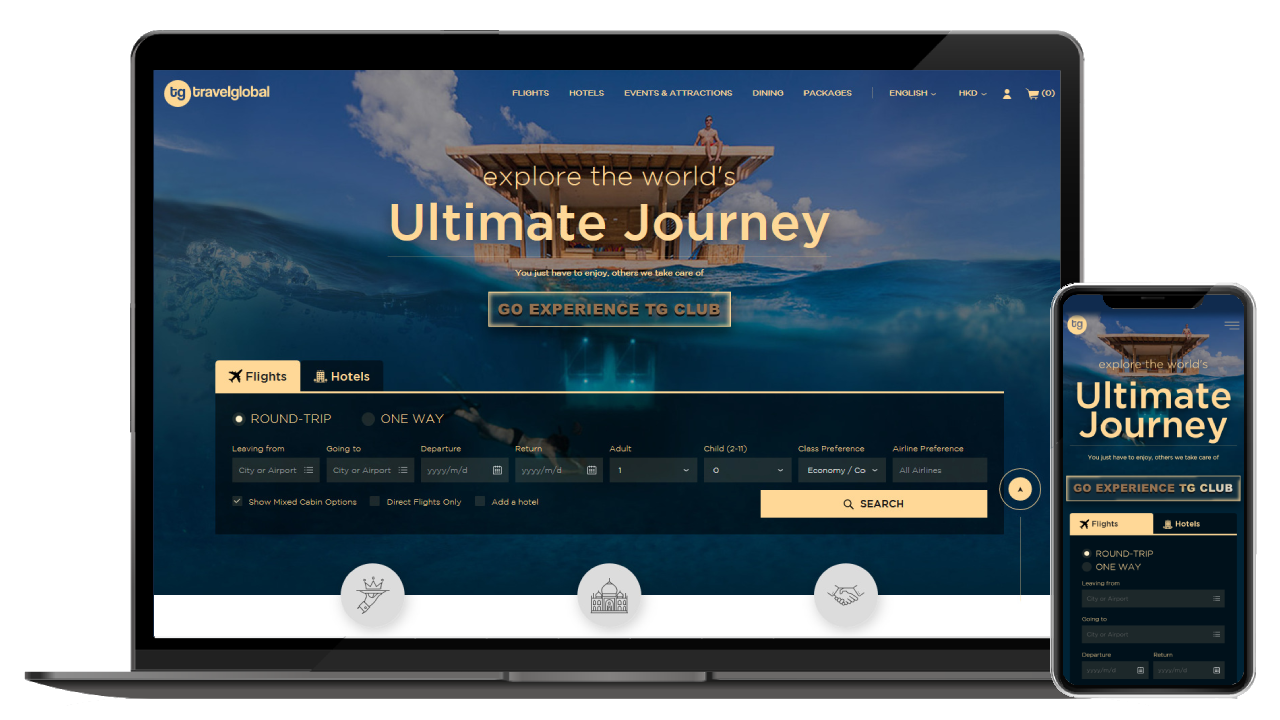 tg travelglobal
FLIGHTS HOTELS EVENTS & ATTRACTIONS DINING PACKAGES ENGLISH HKD (0)
explore the world's
Ultimate Journey
You just have to enjoy, others we take care of
GO EXPERIENCE TG CLUB
Flights Hotels
ROUND-TRIP ONE WAY
Leaving from Going to Departure Return Adult Child (2-11) Class Preference Airline Preference
City or Airport City or Airport yyyy/m/d yyyy/m/d 1 0 Economy / Co All Airlines
Show Mixed Cabin Options Direct Flights Only Add a hotel
SEARCH
tg
explore the world's
Ultimate
Journey
You just have to enjoy, others we take care of
GO EXPERIENCE TG CLUB
Flights Hotels
ROUND-TRIP
ONE WAY
Leaving from
City or Airport
Going to
City or Airport
Departure Return
yyyy/m/d yyyy/m/d